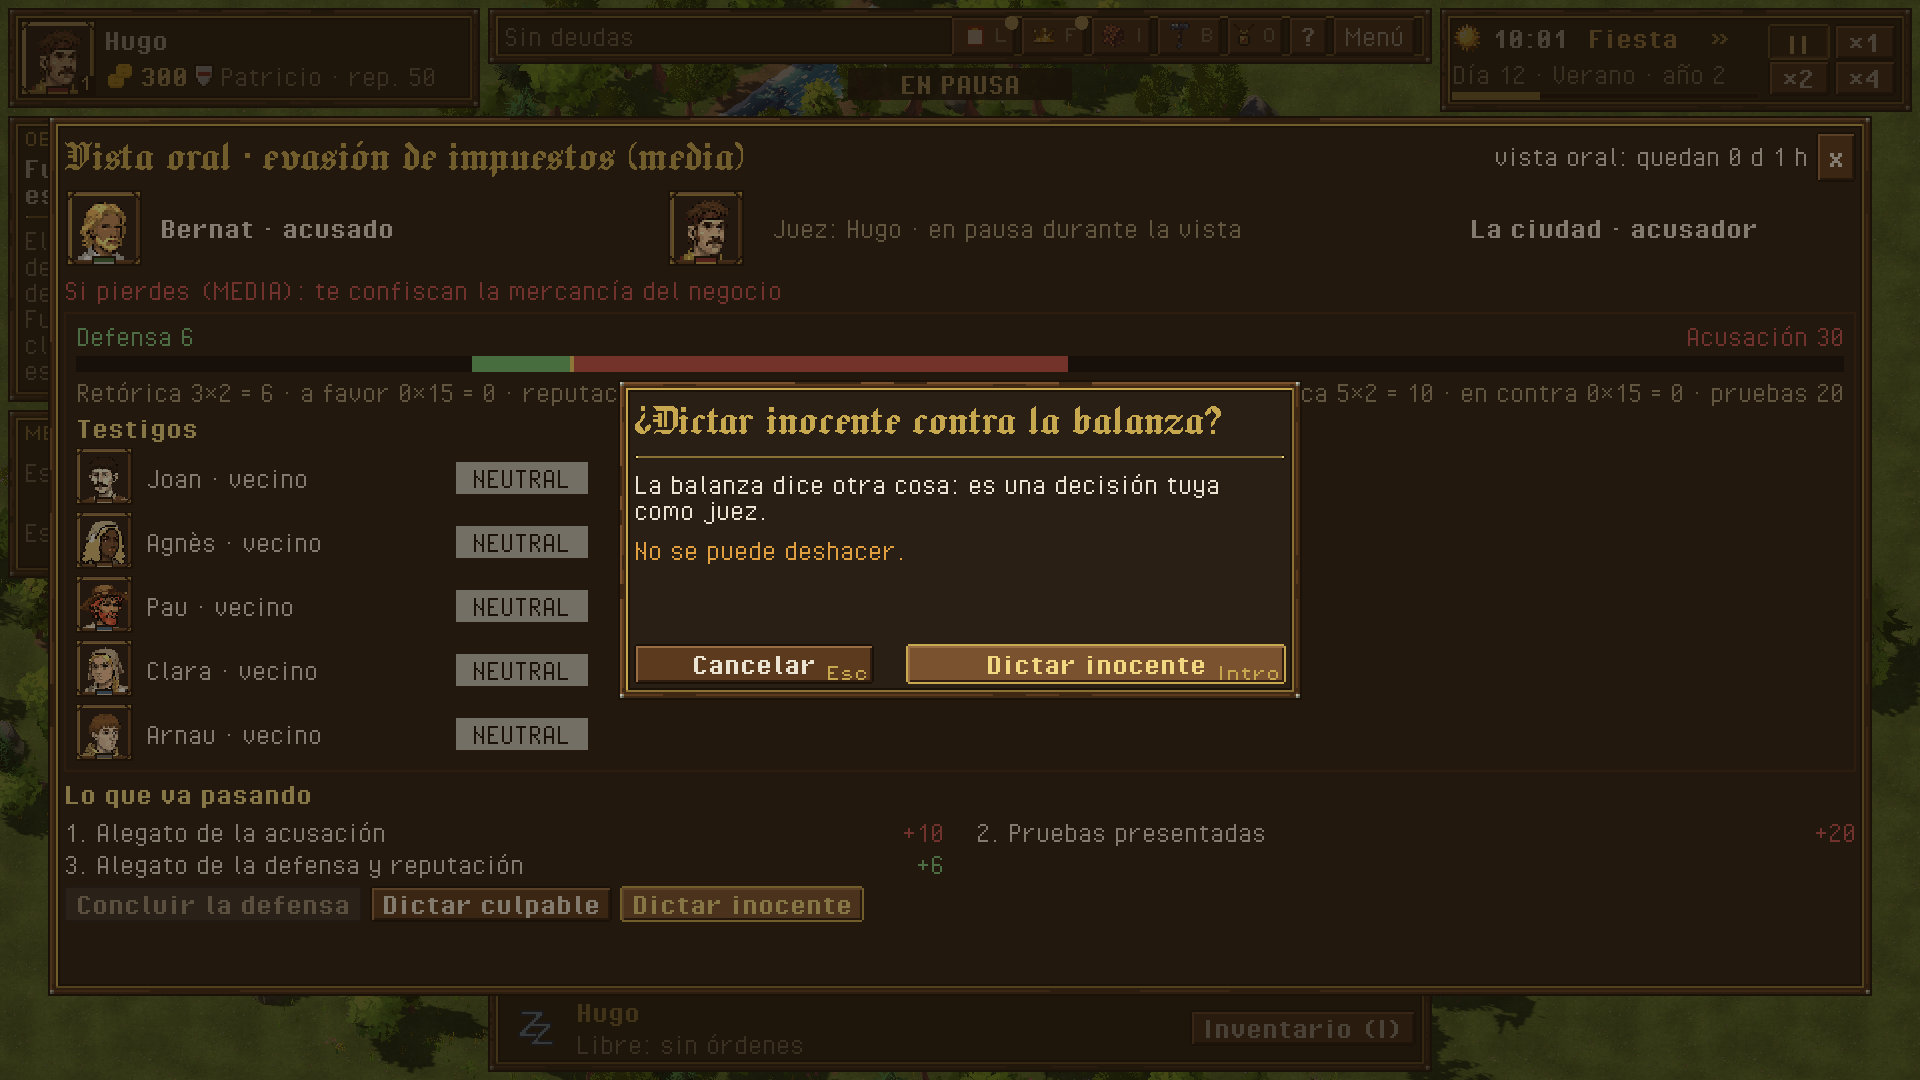 Hugo
300 Patricio · rep. 50
1
Sin deudas
L F I B O ? Menú
EN PAUSA
10:01 Fiesta »
Día 12 · Verano · año 2
×1
×2 ×4
Vista oral · evasión de impuestos (media)
vista oral: quedan 0 d 1 h x
Bernat · acusado
Juez: Hugo · en pausa durante la vista
La ciudad · acusador
Si pierdes (MEDIA): te confiscan la mercancía del negocio
Defensa 6
Acusación 30
Retórica 3×2 = 6 · a favor 0×15 = 0 · reputac
ca 5×2 = 10 · en contra 0×15 = 0 · pruebas 20
Testigos
Joan · vecino NEUTRAL
Agnès · vecino NEUTRAL
Pau · vecino NEUTRAL
Clara · vecino NEUTRAL
Arnau · vecino NEUTRAL
¿Dictar inocente contra la balanza?
La balanza dice otra cosa: es una decisión tuya
como juez.
No se puede deshacer.
Cancelar Esc
Dictar inocente Intro
Lo que va pasando
1. Alegato de la acusación +10
2. Pruebas presentadas +20
3. Alegato de la defensa y reputación +6
Concluir la defensa
Dictar culpable
Dictar inocente
Hugo
Libre: sin órdenes
Inventario (I)